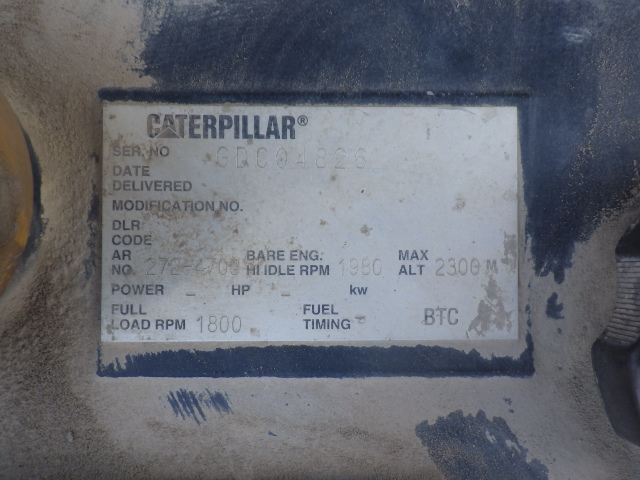 CATERPILLAR®
SER. NO GDC04826
DATE
DELIVERED
MODIFICATION NO.
DLR
CODE
AR BARE ENG. MAX
NO. 272-4700 HI IDLE RPM 1980 ALT 2300 M
POWER - HP - kw
FULL FUEL
LOAD RPM 1800 TIMING - BTC